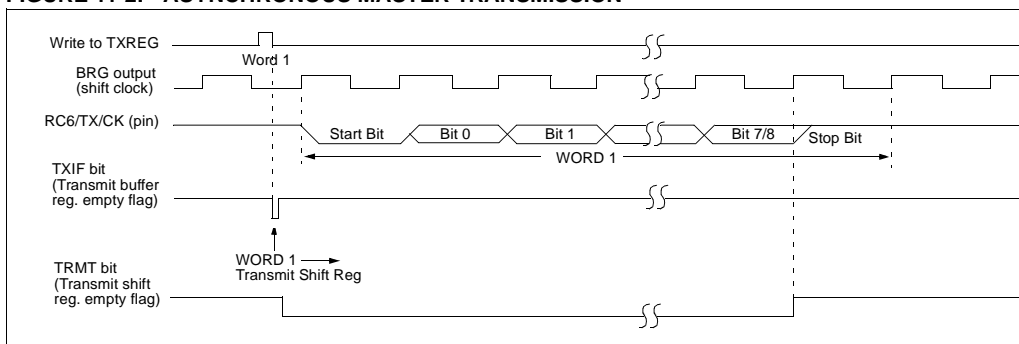 FIGURE 11-2: ASYNCHRONOUS MASTER TRANSMISSION
Write to TXREG
Word 1
BRG output
(shift clock)
RC6/TX/CK (pin)
Start Bit
Bit 0
Bit 1
Bit 7/8
Stop Bit
WORD 1
TXIF bit
(Transmit buffer
reg. empty flag)
WORD 1
Transmit Shift Reg
TRMT bit
(Transmit shift
reg. empty flag)